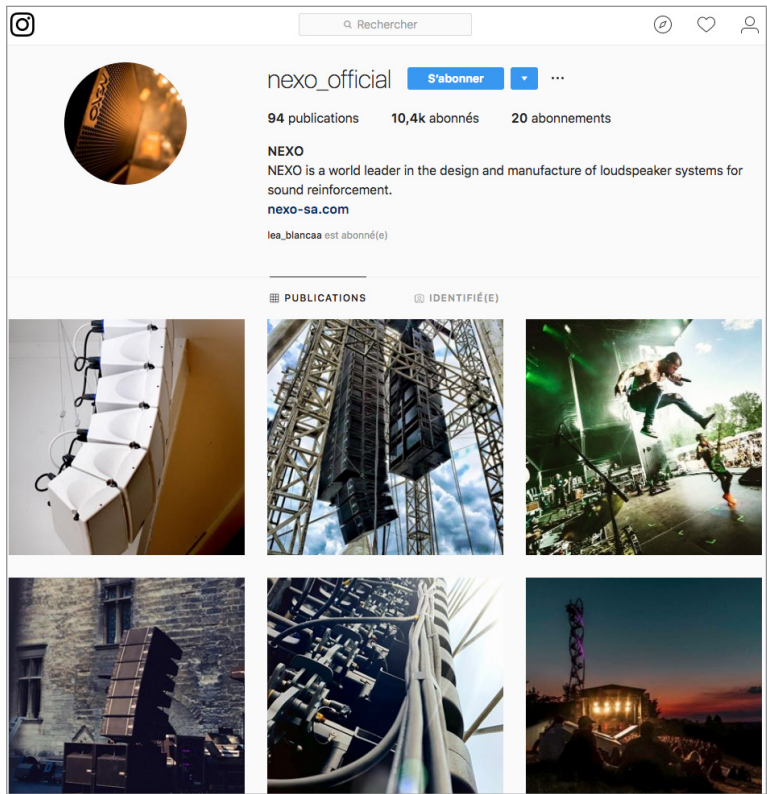 Rechercher
nexo_official S'abonner
94 publications 10,4k abonnés 20 abonnements
NEXO
NEXO is a world leader in the design and manufacture of loudspeaker systems for
sound reinforcement.
nexo-sa.com
lea_blancaa est abonné(e)
PUBLICATIONS IDENTIFIÉ(E)
NEXO